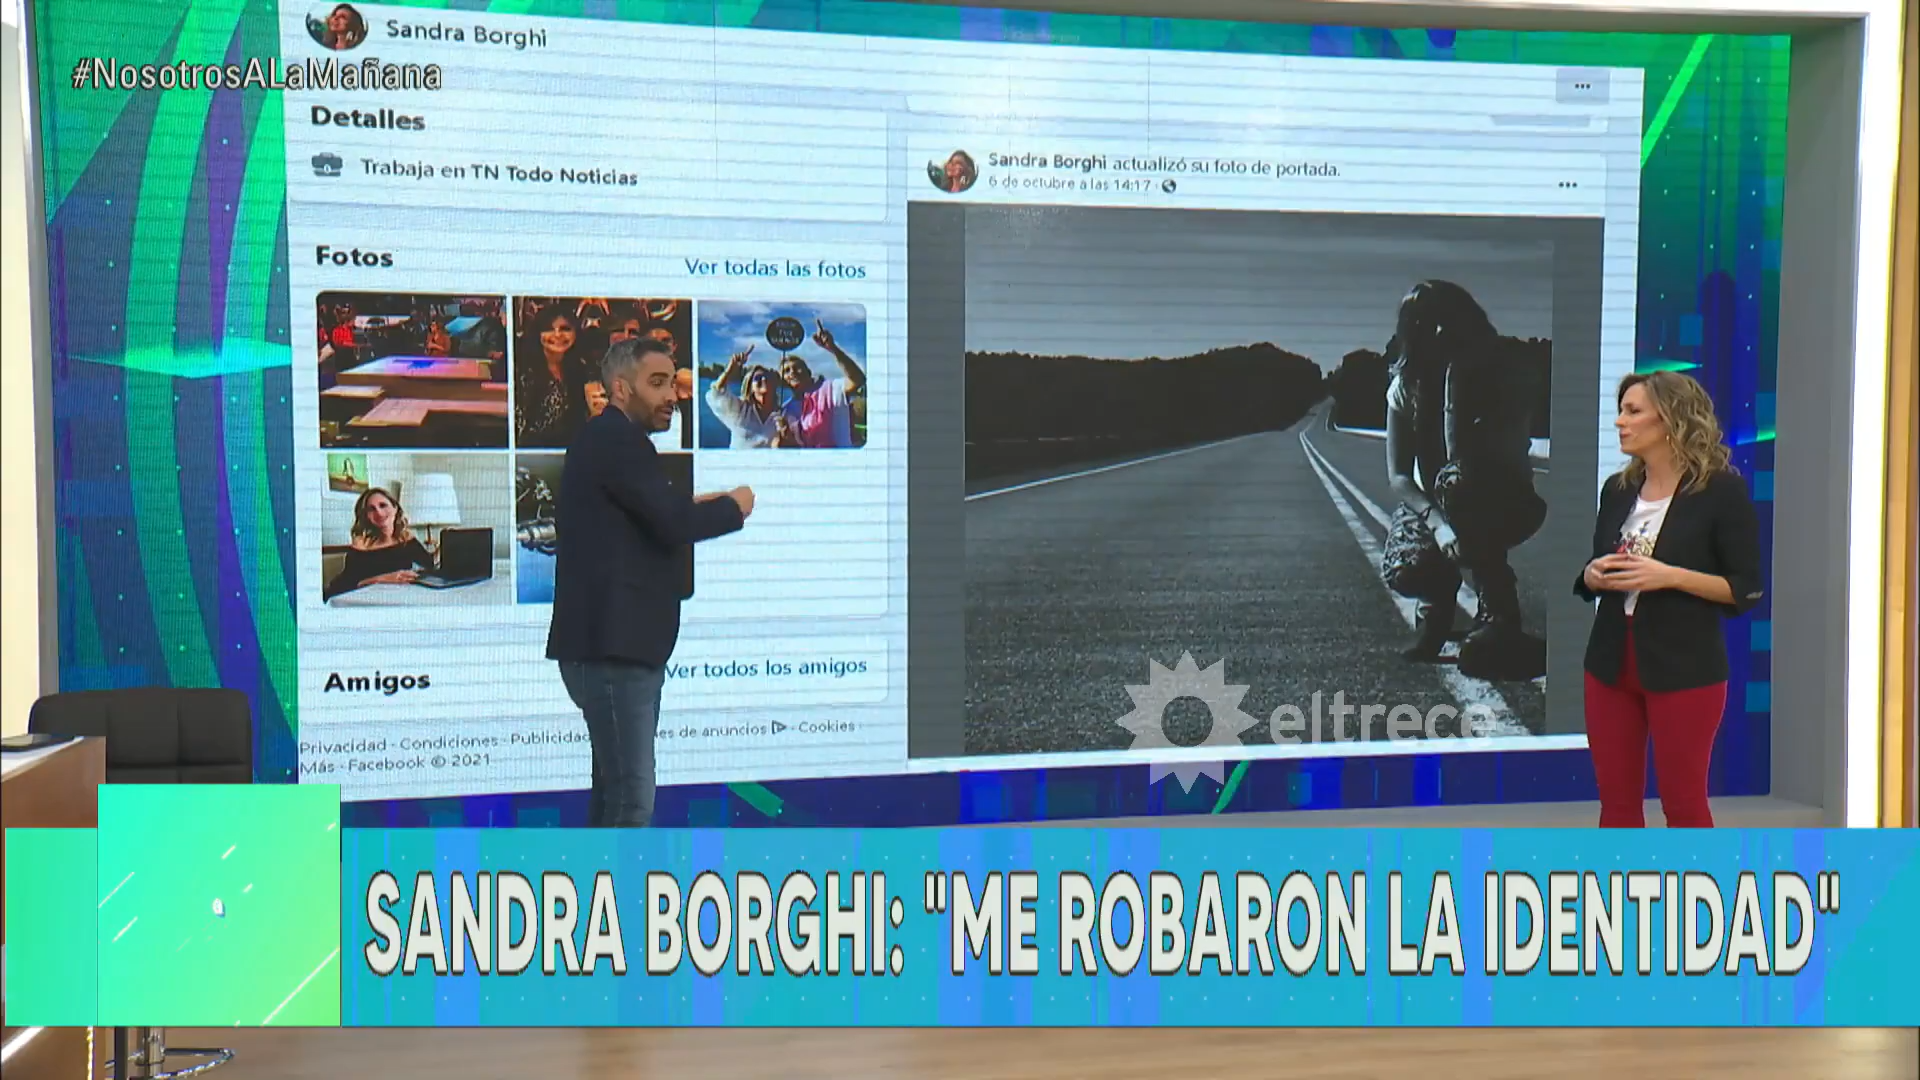 Sandra Borghi
#NosotrosALaMañana
Detalles
Trabaja en TN Todo Noticias
Fotos
Ver todas las fotos
Amigos
Ver todos los amigos
Privacidad · Condiciones · Publicidad
es de anuncios · Cookies ·
Más · Facebook © 2021
Sandra Borghi actualizó su foto de portada.
6 de octubre a las 14:17 ·
eltrece
SANDRA BORGHI: "ME ROBARON LA IDENTIDAD"